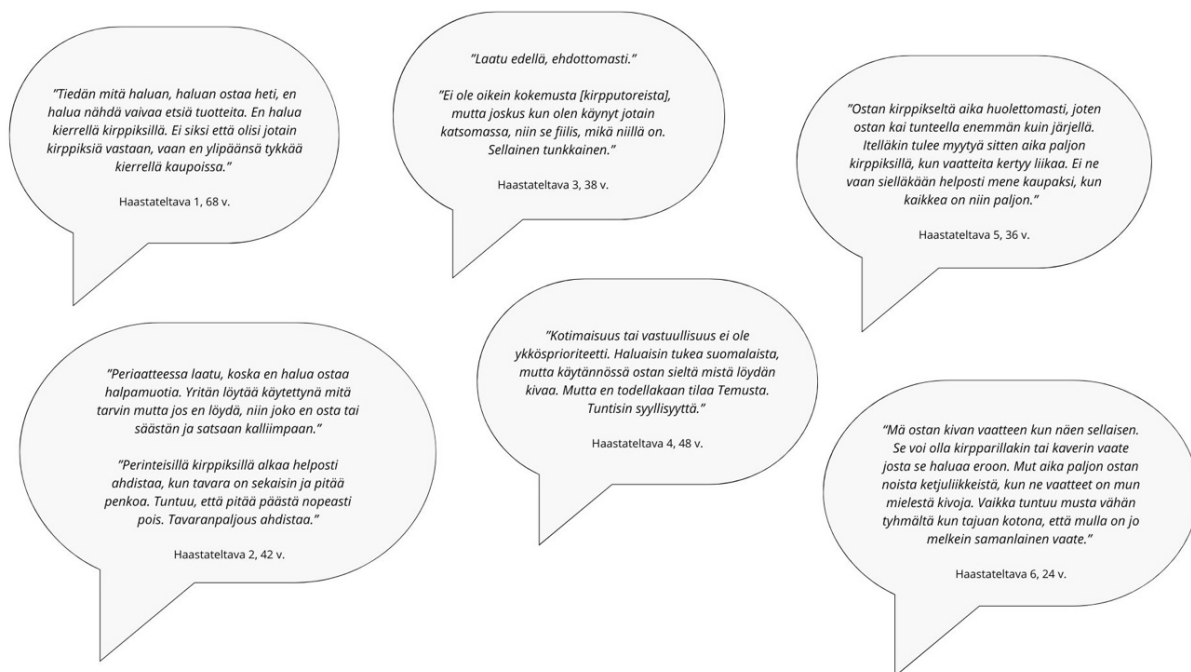 ”Tiedän mitä haluan, haluan ostaa heti, en
halua nähdä vaivaa etsiä tuotteita. En halua
kierrellä kirppiksillä. Ei siksi että olisi jotain
kirppiksiä vastaan, vaan en ylipäänsä tykkää
kierrellä kaupoissa.”
Haastateltava 1, 68 v.
”Laatu edellä, ehdottomasti.”
”Ei ole oikein kokemusta [kirpputoreista],
mutta joskus kun olen käynyt jotain
katsomassa, niin se fiilis, mikä niillä on.
Sellainen tunkkainen.”
Haastateltava 3, 38 v.
”Ostan kirppikseltä aika huolettomasti, joten
ostan kai tunteella enemmän kuin järjellä.
Itelläkin tulee myytyä sitten aika paljon
kirppiksillä, kun vaatteita kertyy liikaa. Ei ne
vaan sielläkään helposti mene kaupaksi, kun
kaikkea on niin paljon.”
Haastateltava 5, 36 v.
”Periaatteessa laatu, koska en halua ostaa
halpamuotia. Yritän löytää käytettynä mitä
tarvin mutta jos en löydä, niin joko en osta tai
säästän ja satsaan kalliimpaan.”
”Perinteisillä kirppiksillä alkaa helposti
ahdistaa, kun tavara on sekaisin ja pitää
penkoa. Tuntuu, että pitää päästä nopeasti
pois. Tavaranpaljous ahdistaa.”
Haastateltava 2, 42 v.
”Kotimaisuus tai vastuullisuus ei ole
ykkösprioriteetti. Haluaisin tukea suomalaista,
mutta käytännössä ostan sieltä mistä löydän
kivaa. Mutta en todellakaan tilaa Temusta.
Tuntisin syyllisyyttä.”
Haastateltava 4, 48 v.
“Mä ostan kivan vaatteen kun näen sellaisen.
Se voi olla kirpparillakin tai kaverin vaate
josta se haluaa eroon. Mut aika paljon ostan
noista ketjuliikkeistä, kun ne vaatteet on mun
mielestä kivoja. Vaikka tuntuu musta vähän
tyhmältä kun tajuan kotona, että mulla on jo
melkein samanlainen vaate.”
Haastateltava 6, 24 v.